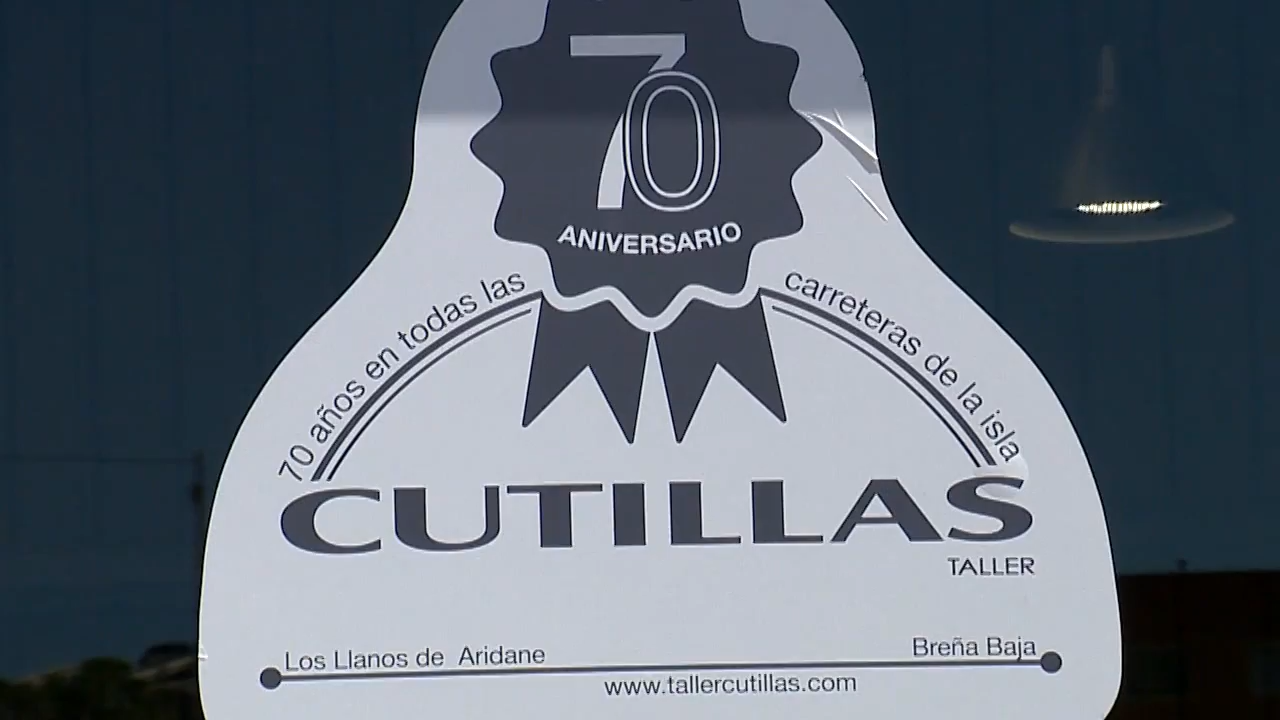 70
ANIVERSARIO
70 años en todas las carreteras de la isla
CUTILLAS
TALLER
Los Llanos de Aridane
Breña Baja
www.tallercutillas.com